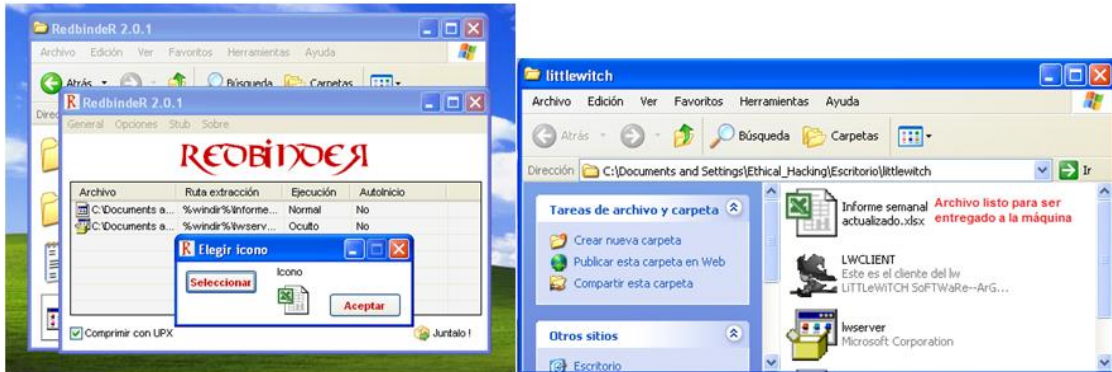 RedbindeR 2.0.1
Archivo Edición Ver Favoritos Herramientas Ayuda
Atrás Búsqueda Carpetas
RedbindeR 2.0.1
General Opciones Stub Sobre
REDBINDER
Archivo Ruta extracción Ejecución AutoInicio
C:\Documents a... %windir%\Informe... Normal No
C:\Documents a... %windir%\lwserv... Oculto No
Elegir icono
Seleccionar
Icono
Aceptar
Comprimir con UPX
Juntalo !
littlewitch
Archivo Edición Ver Favoritos Herramientas Ayuda
Atrás Búsqueda Carpetas
Dirección C:\Documents and Settings\Ethical_Hacking\Escritorio\littlewitch Ir
Tareas de archivo y carpeta
Crear nueva carpeta
Publicar esta carpeta en Web
Compartir esta carpeta
Otros sitios
Escritorio
Informe semanal
actualizado.xlsx
Archivo listo para ser
entregado a la máquina
LWCLIENT
Este es el cliente del lw
LiTTLeWiTCH SoFTWaRe--ArG...
lwserver
Microsoft Corporation